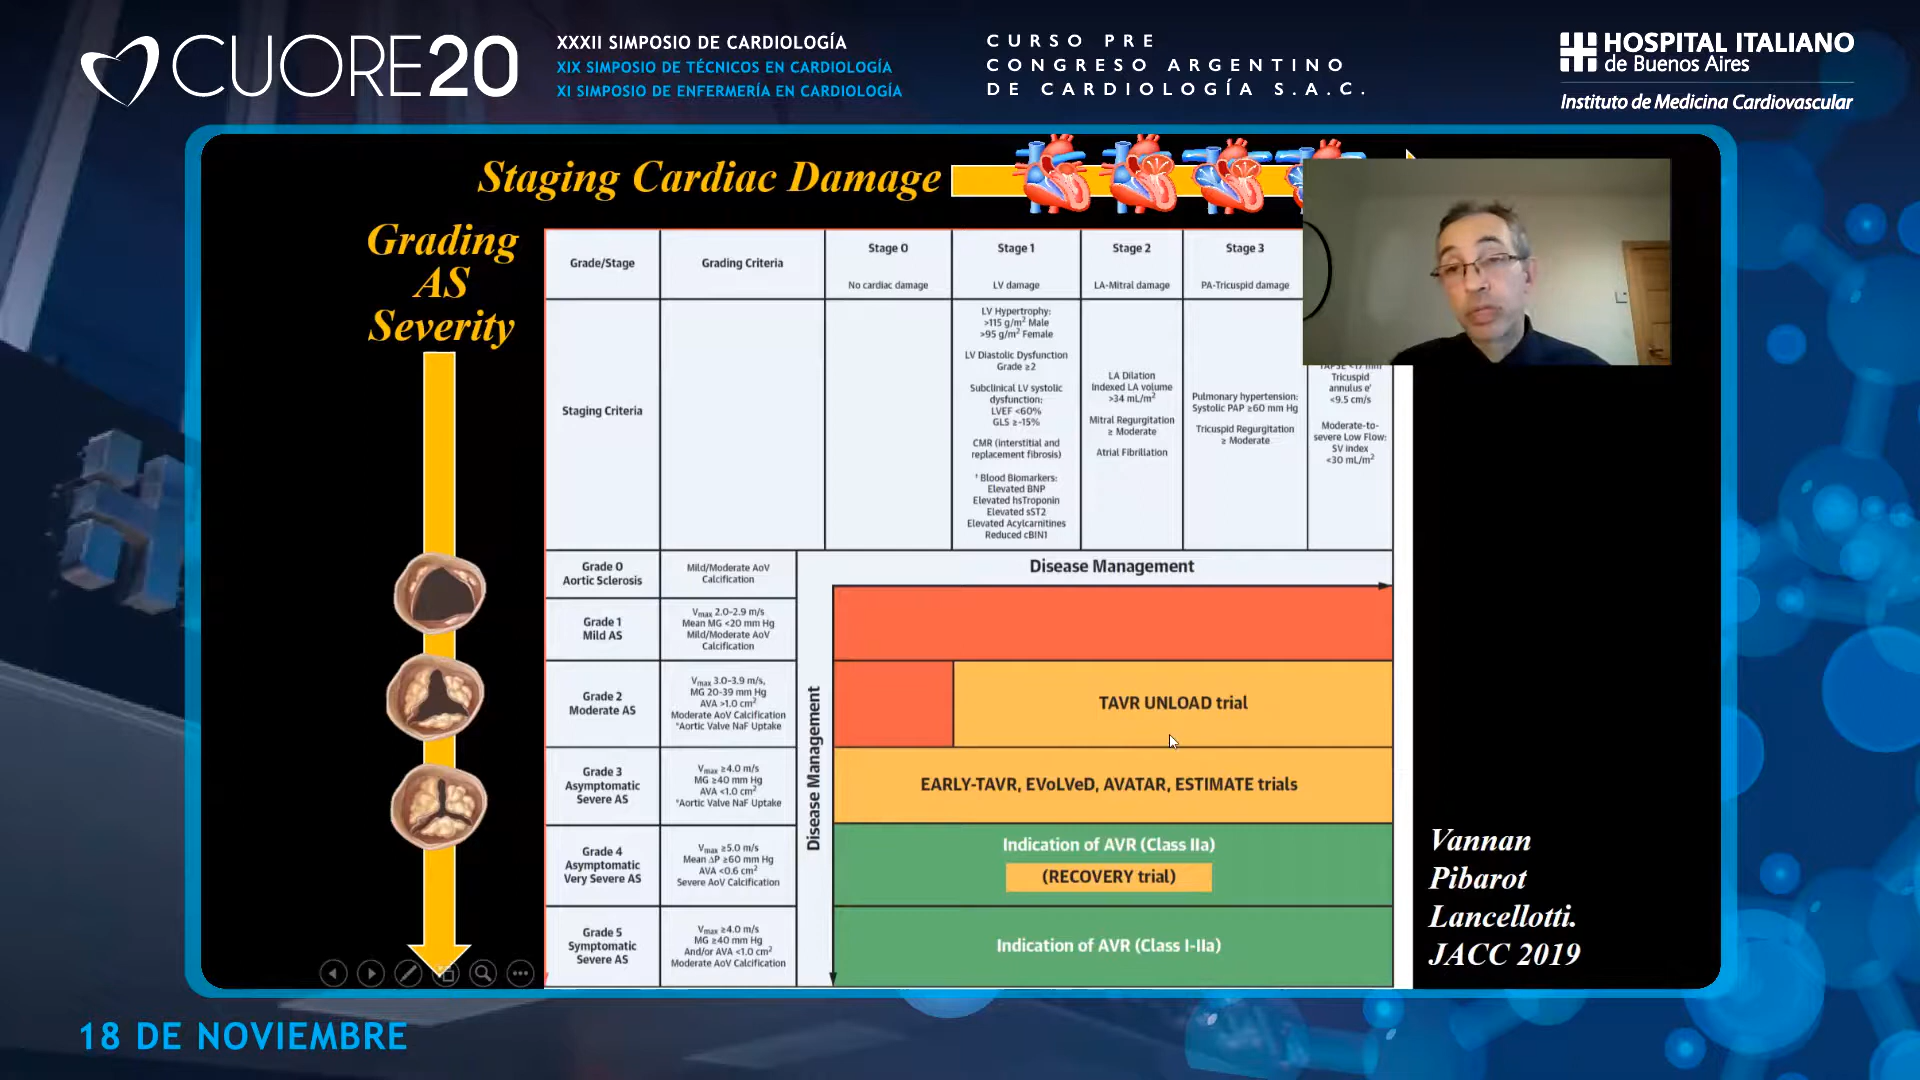 CUORE20
XXXII SIMPOSIO DE CARDIOLOGÍA
XIX SIMPOSIO DE TÉCNICOS EN CARDIOLOGÍA
XI SIMPOSIO DE ENFERMERÍA EN CARDIOLOGÍA
CURSO PRE
CONGRESO ARGENTINO
DE CARDIOLOGÍA S.A.C.
HOSPITAL ITALIANO
de Buenos Aires
Instituto de Medicina Cardiovascular
Staging Cardiac Damage
Grading
AS
Severity
Grade/Stage
Grading Criteria
Stage 0
No cardiac damage
Stage 1
LV damage
Stage 2
LA-Mitral damage
Stage 3
PA-Tricuspid damage
Staging Criteria
LV Hypertrophy:
>115 g/m² Male
>95 g/m² Female
LV Diastolic Dysfunction
Grade ≥2
Subclinical LV systolic
dysfunction:
LVEF <60%
GLS ≥-15%
CMR (interstitial and
replacement fibrosis)
† Blood Biomarkers:
Elevated BNP
Elevated hsTroponin
Elevated sST2
Elevated Acylcarnitines
Reduced cBIN1
LA Dilation
Indexed LA volume
>34 mL/m²
Mitral Regurgitation
≥ Moderate
Atrial Fibrillation
Pulmonary hypertension:
Systolic PAP ≥60 mm Hg
Tricuspid Regurgitation
≥ Moderate
TAPSE <17 mm
Tricuspid
annulus e'
<9.5 cm/s
Moderate-to-
severe Low Flow:
SV index
<30 mL/m²
Disease Management
Disease Management
Grade 0
Aortic Sclerosis
Mild/Moderate AoV
Calcification
Grade 1
Mild AS
Vmax 2.0-2.9 m/s
Mean MG <20 mm Hg
Mild/Moderate AoV
Calcification
Grade 2
Moderate AS
Vmax 3.0-3.9 m/s,
MG 20-39 mm Hg
AVA >1.0 cm²
Moderate AoV Calcification
*Aortic Valve NaF Uptake
TAVR UNLOAD trial
Grade 3
Asymptomatic
Severe AS
Vmax ≥4.0 m/s
MG ≥40 mm Hg
AVA <1.0 cm²
*Aortic Valve NaF Uptake
EARLY-TAVR, EVoLVeD, AVATAR, ESTIMATE trials
Grade 4
Asymptomatic
Very Severe AS
Vmax ≥5.0 m/s
Mean ΔP ≥60 mm Hg
AVA <0.6 cm²
Severe AoV Calcification
Indication of AVR (Class IIa)
(RECOVERY trial)
Grade 5
Symptomatic
Severe AS
Vmax ≥4.0 m/s
MG ≥40 mm Hg
And/or AVA <1.0 cm²
Moderate AoV Calcification
Indication of AVR (Class I-IIa)
Vannan
Pibarot
Lancellotti.
JACC 2019
18 DE NOVIEMBRE